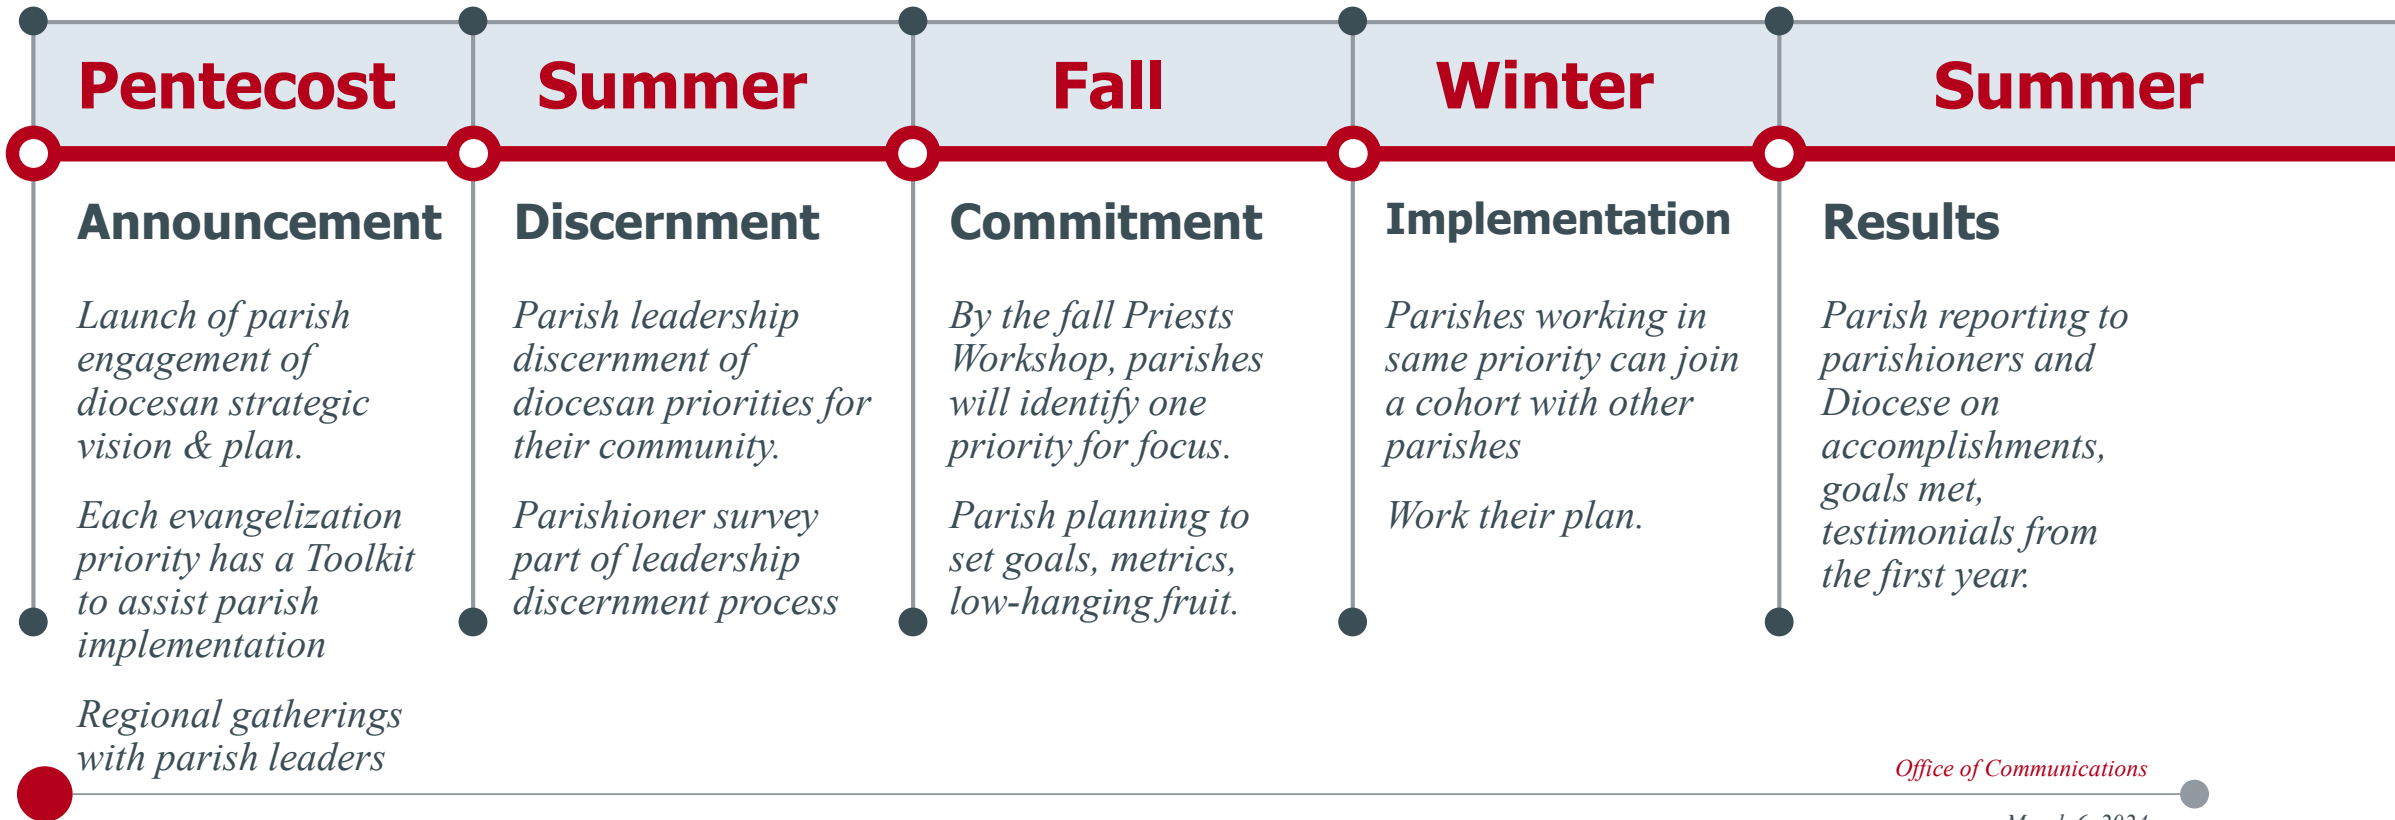 Pentecost
Summer
Fall
Winter
Summer
Announcement
Launch of parish
engagement of
diocesan strategic
vision & plan.
Each evangelization
priority has a Toolkit
to assist parish
implementation
Regional gatherings
with parish leaders
Discernment
Parish leadership
discernment of
diocesan priorities for
their community.
Parishioner survey
part of leadership
discernment process
Commitment
By the fall Priests
Workshop, parishes
will identify one
priority for focus.
Parish planning to
set goals, metrics,
low-hanging fruit.
Implementation
Parishes working in
same priority can join
a cohort with other
parishes
Work their plan.
Results
Parish reporting to
parishioners and
Diocese on
accomplishments,
goals met,
testimonials from
the first year.
Office of Communications
March 6, 2024